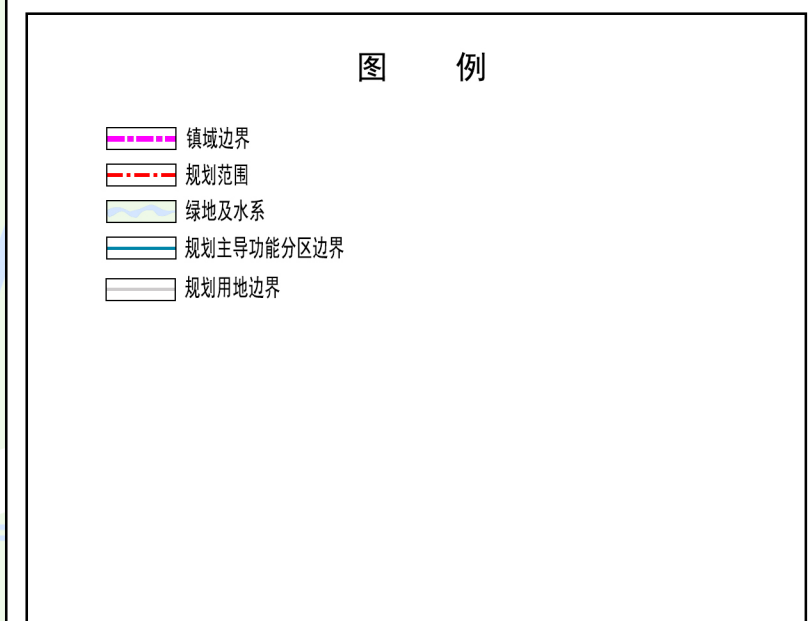 图 例
镇域边界
规划范围
绿地及水系
规划主导功能分区边界
规划用地边界